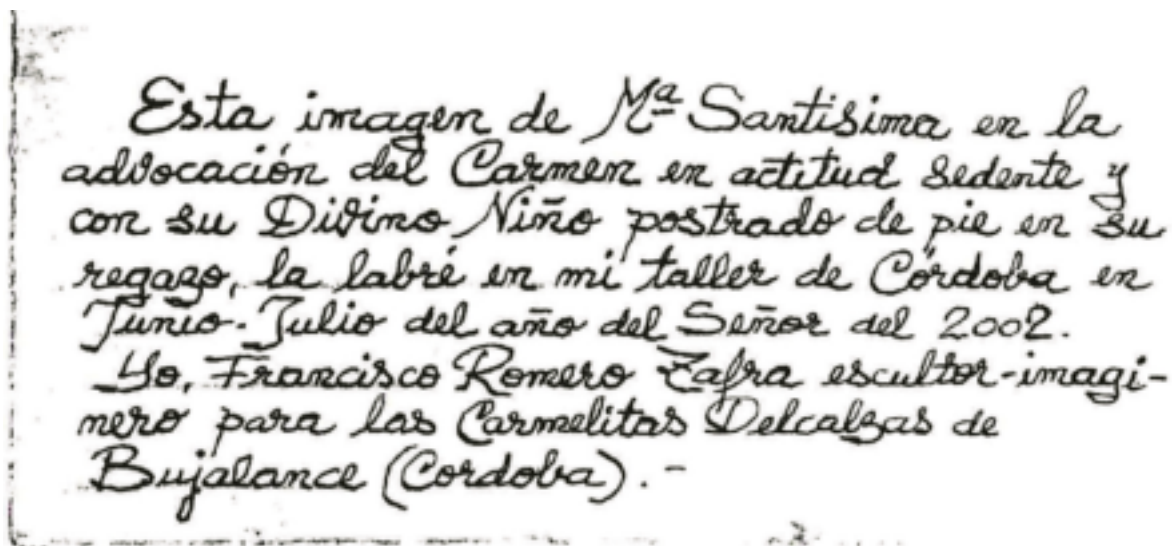 Esta imagen de Mª Santisima en la
advocación del Carmen en actitud sedente y
con su Divino Niño postrado de pie en su
regazo, la labré en mi taller de Córdoba en
Junio-Julio del año del Señor del 2002.
Yo, Francisco Romero Zafra escultor-imagi-
nero para las Carmelitas Delcalzas de
Bujalance (Cordoba).-